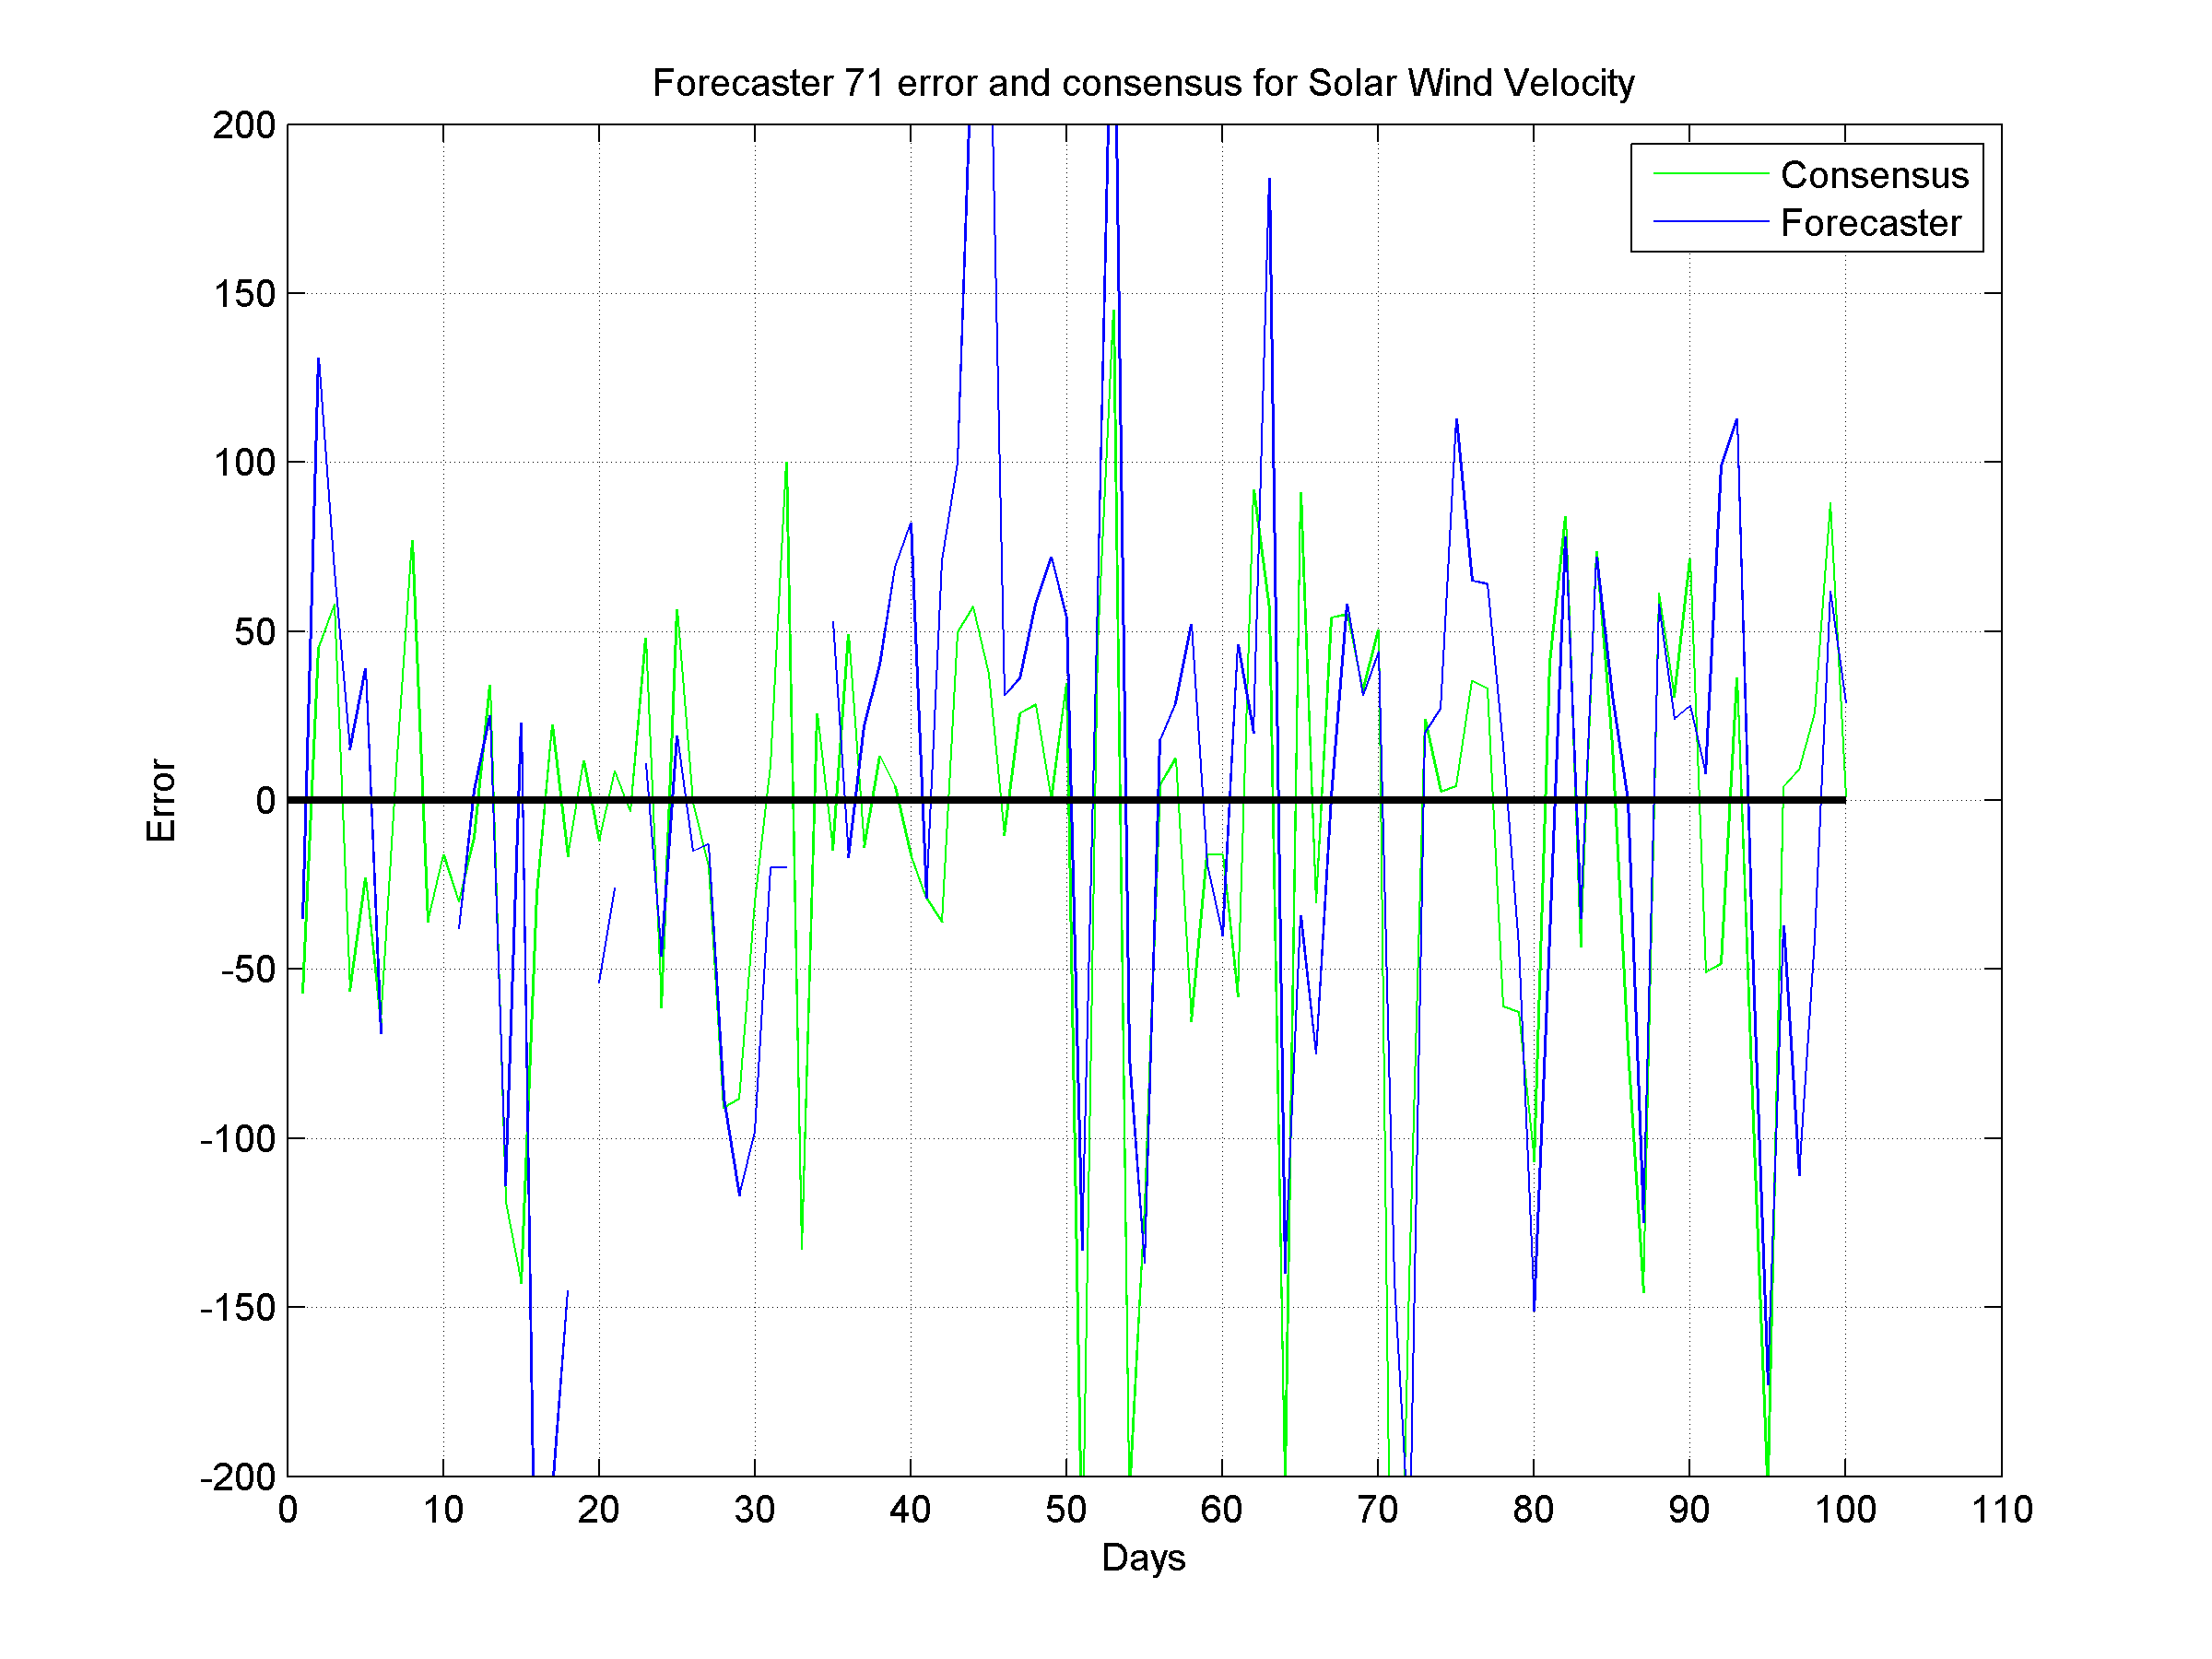 Forecaster 71 error and consensus for Solar Wind Velocity
Consensus
Forecaster
200
150
100
50
0
-50
-100
-150
-200
Error
0 10 20 30 40 50 60 70 80 90 100 110
Days